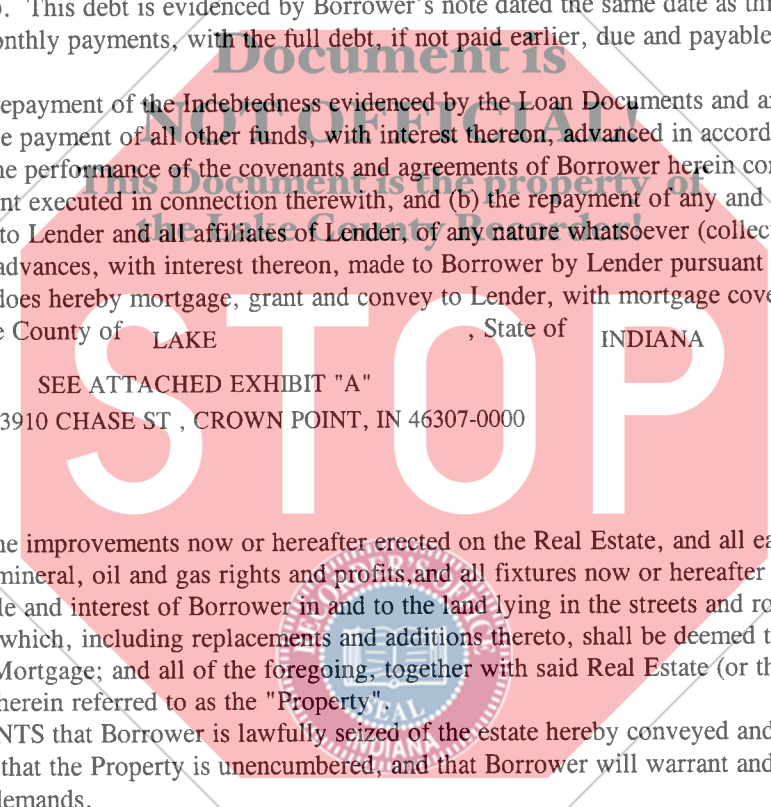 . This debt is evidenced by Borrower's note dated the same date as thi
onthly payments, with the full debt, if not paid earlier, due and payable
Document is
epayment of the Indebtedness evidenced by the Loan Documents and a
NOT OFFICIAL!
e payment of all other funds, with interest thereon, advanced in accord
he performance of the covenants and agreements of Borrower herein con
This Document is the property of
nt executed in connection therewith, and (b) the repayment of any and
the Lake County Recorder!
to Lender and all affiliates of Lender, of any nature whatsoever (collect
advances, with interest thereon, made to Borrower by Lender pursuant
does hereby mortgage, grant and convey to Lender, with mortgage cove
e County of LAKE , State of INDIANA
STOP
SEE ATTACHED EXHIBIT "A"
3910 CHASE ST , CROWN POINT, IN 46307-0000
he improvements now or hereafter erected on the Real Estate, and all ea
mineral, oil and gas rights and profits,and all fixtures now or hereafter
le and interest of Borrower in and to the land lying in the streets and ro
which, including replacements and additions thereto, shall be deemed t
Mortgage; and all of the foregoing, together with said Real Estate (or th
herein referred to as the "Property".
NTS that Borrower is lawfully seized of the estate hereby conveyed and
that the Property is unencumbered, and that Borrower will warrant and
demands.
RECORDER'S OFFICE
SEAL
INDIANA